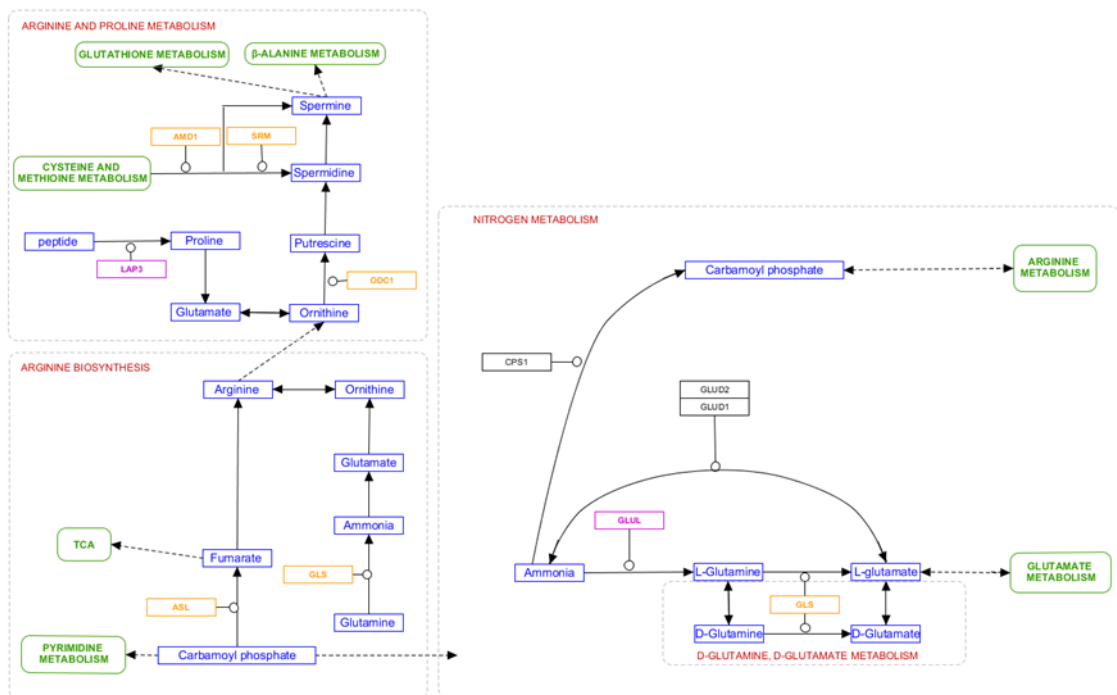 ARGININE AND PROLINE METABOLISM
GLUTATHIONE METABOLISM
β-ALANINE METABOLISM
Spermine
AMD1
SRM
CYSTEINE AND
METHIOINE METABOLISM
Spermidine
peptide
Proline
Putrescine
LAP3
ODC1
Glutamate
Ornithine
ARGININE BIOSYNTHESIS
Arginine
Ornithine
Glutamate
Ammonia
TCA
Fumarate
GLS
ASL
Glutamine
PYRIMIDINE
METABOLISM
Carbamoyl phosphate
NITROGEN METABOLISM
Carbamoyl phosphate
ARGININE
METABOLISM
CPS1
GLUD2
GLUD1
GLUL
Ammonia
L-Glutamine
L-glutamate
GLUTAMATE
METABOLISM
GLS
D-Glutamine
D-Glutamate
D-GLUTAMINE, D-GLUTAMATE METABOLISM